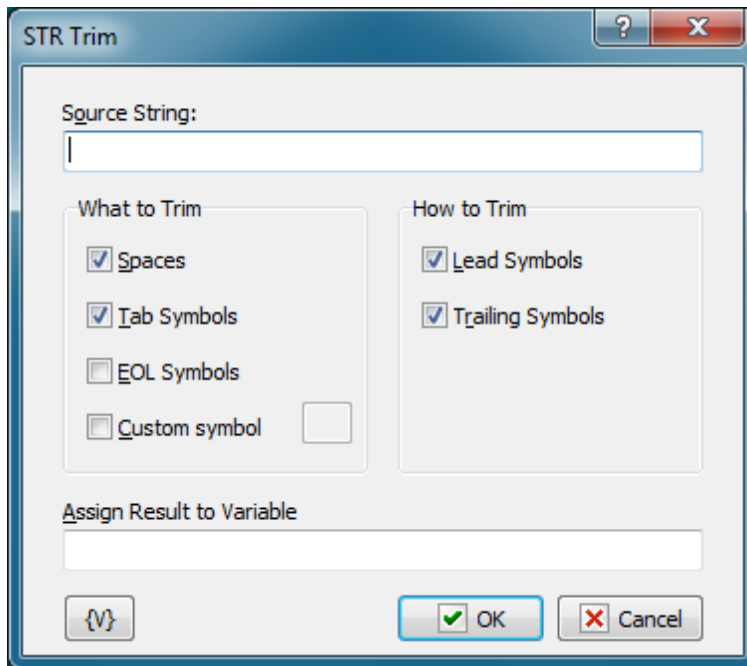 STR Trim
?
Source String:
What to Trim
How to Trim
Spaces
Lead Symbols
Tab Symbols
Trailing Symbols
EOL Symbols
Custom symbol
Assign Result to Variable
{V}
OK
Cancel